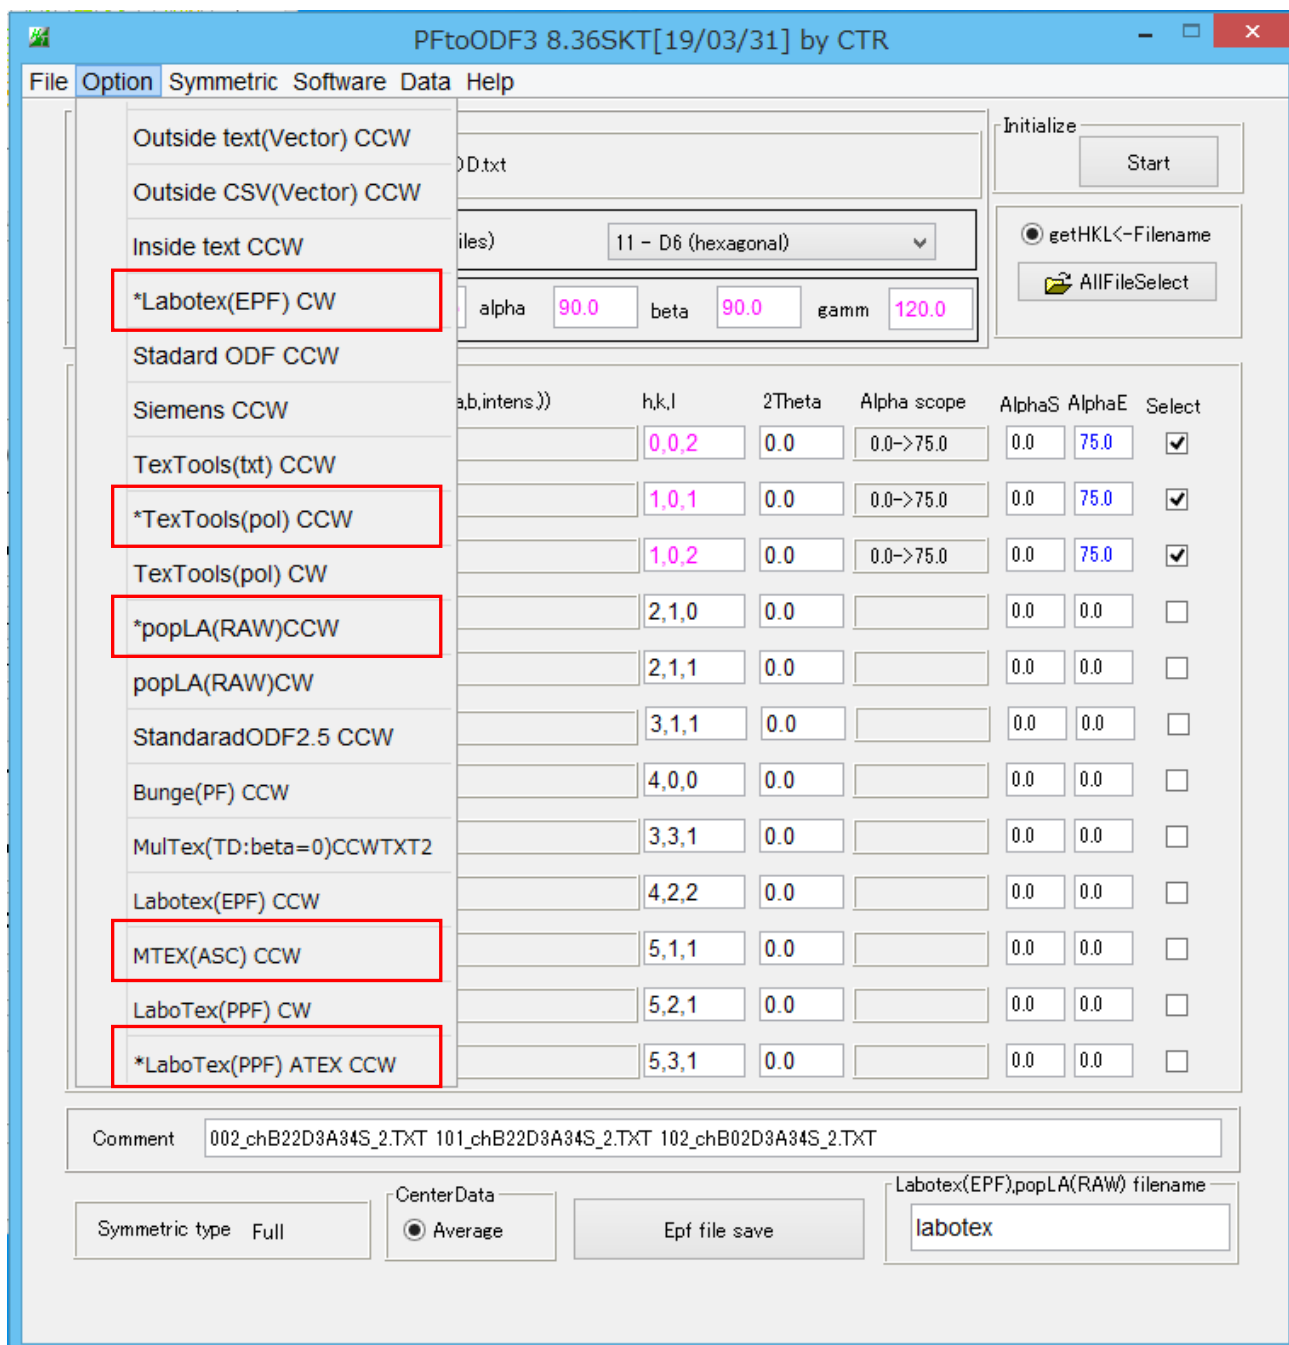 PFtoODF3 8.36SKT[19/03/31] by CTR
File Option Symmetric Software Data Help
Outside text(Vector) CCW
Outside CSV(Vector) CCW
Inside text CCW
*Labotex(EPF) CW
Stadard ODF CCW
Siemens CCW
TexTools(txt) CCW
*TexTools(pol) CCW
TexTools(pol) CW
*popLA(RAW)CCW
popLA(RAW)CW
StandaradODF2.5 CCW
Bunge(PF) CCW
MulTex(TD:beta=0)CCWTXT2
Labotex(EPF) CCW
MTEX(ASC) CCW
LaboTex(PPF) CW
*LaboTex(PPF) ATEX CCW
D.txt
iles) 11 - D6 (hexagonal)
alpha 90.0 beta 90.0 gamm 120.0
Initialize
Start
getHKL<-Filename
AllFileSelect
a,b,intens.)) h,k,l 2Theta Alpha scope AlphaS AlphaE Select
0,0,2 0.0 0.0->75.0 0.0 75.0
1,0,1 0.0 0.0->75.0 0.0 75.0
1,0,2 0.0 0.0->75.0 0.0 75.0
2,1,0 0.0 0.0 0.0
2,1,1 0.0 0.0 0.0
3,1,1 0.0 0.0 0.0
4,0,0 0.0 0.0 0.0
3,3,1 0.0 0.0 0.0
4,2,2 0.0 0.0 0.0
5,1,1 0.0 0.0 0.0
5,2,1 0.0 0.0 0.0
5,3,1 0.0 0.0 0.0
Comment 002_chB22D3A34S_2.TXT 101_chB22D3A34S_2.TXT 102_chB02D3A34S_2.TXT
Symmetric type Full
CenterData
Average
Epf file save
Labotex(EPF),popLA(RAW) filename
labotex